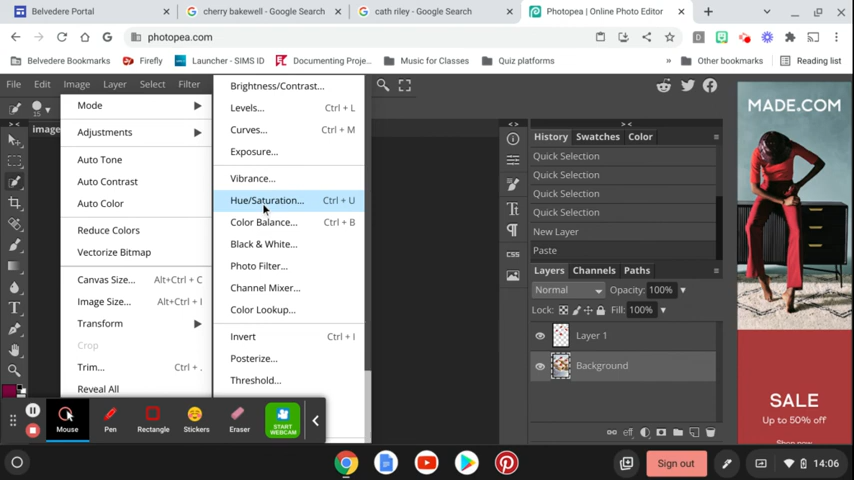 Belvedere Portal
cherry bakewell - Google Search
cath riley - Google Search
Photopea | Online Photo Editor
photopea.com
Belvedere Bookmarks
Firefly
Launcher - SIMS ID
Documenting Proje...
Music for Classes
Quiz platforms
Other bookmarks
Reading list
File Edit Image Layer Select Filter
15
image
Mode
Adjustments
Auto Tone
Auto Contrast
Auto Color
Reduce Colors
Vectorize Bitmap
Canvas Size... Alt+Ctrl + C
Image Size... Alt+Ctrl + I
Transform
Crop
Trim... Ctrl + .
Reveal All
Brightness/Contrast...
Levels... Ctrl + L
Curves... Ctrl + M
Exposure...
Vibrance...
Hue/Saturation... Ctrl + U
Color Balance... Ctrl + B
Black & White...
Photo Filter...
Channel Mixer...
Color Lookup...
Invert Ctrl + I
Posterize...
Threshold...
Mouse
Pen
Rectangle
Stickers
Eraser
START WEBCAM
CSS
History Swatches Color
Quick Selection
Quick Selection
Quick Selection
Quick Selection
New Layer
Paste
Layers Channels Paths
Normal Opacity: 100%
Lock: Fill: 100%
Layer 1
Background
eff
MADE.COM
SALE
Up to 50% off
Shop now
Sign out
14:06